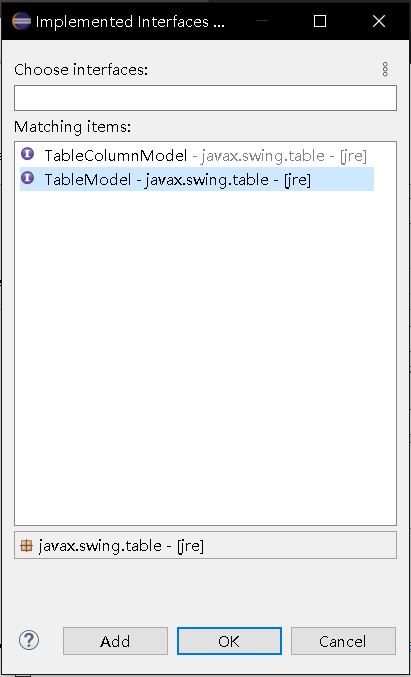 Implemented Interfaces ...
Choose interfaces:
Matching items:
TableColumnModel - javax.swing.table - [jre]
TableModel - javax.swing.table - [jre]
javax.swing.table - [jre]
? Add OK Cancel